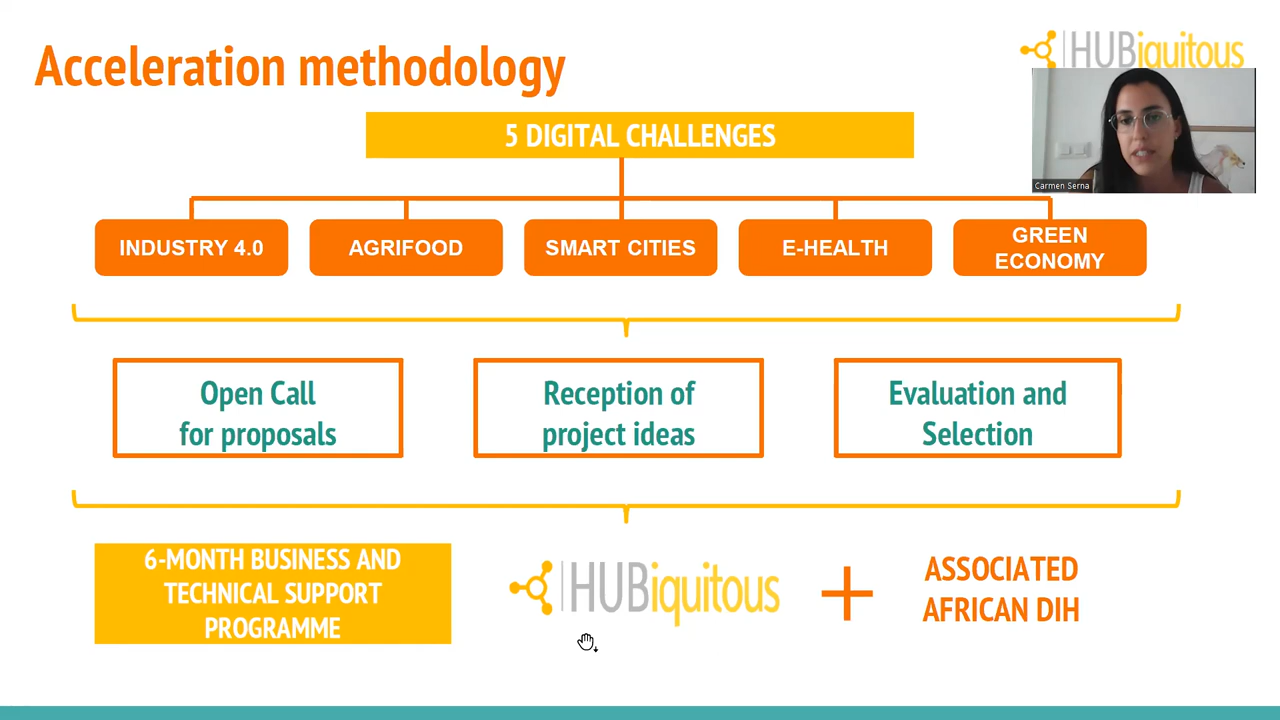 Acceleration methodology
HUBiquitous
5 DIGITAL CHALLENGES
Carmen Serna
INDUSTRY 4.0
AGRIFOOD
SMART CITIES
E-HEALTH
GREEN
ECONOMY
Open Call
for proposals
Reception of
project ideas
Evaluation and
Selection
6-MONTH BUSINESS AND
TECHNICAL SUPPORT
PROGRAMME
HUBiquitous
+
ASSOCIATED
AFRICAN DIH